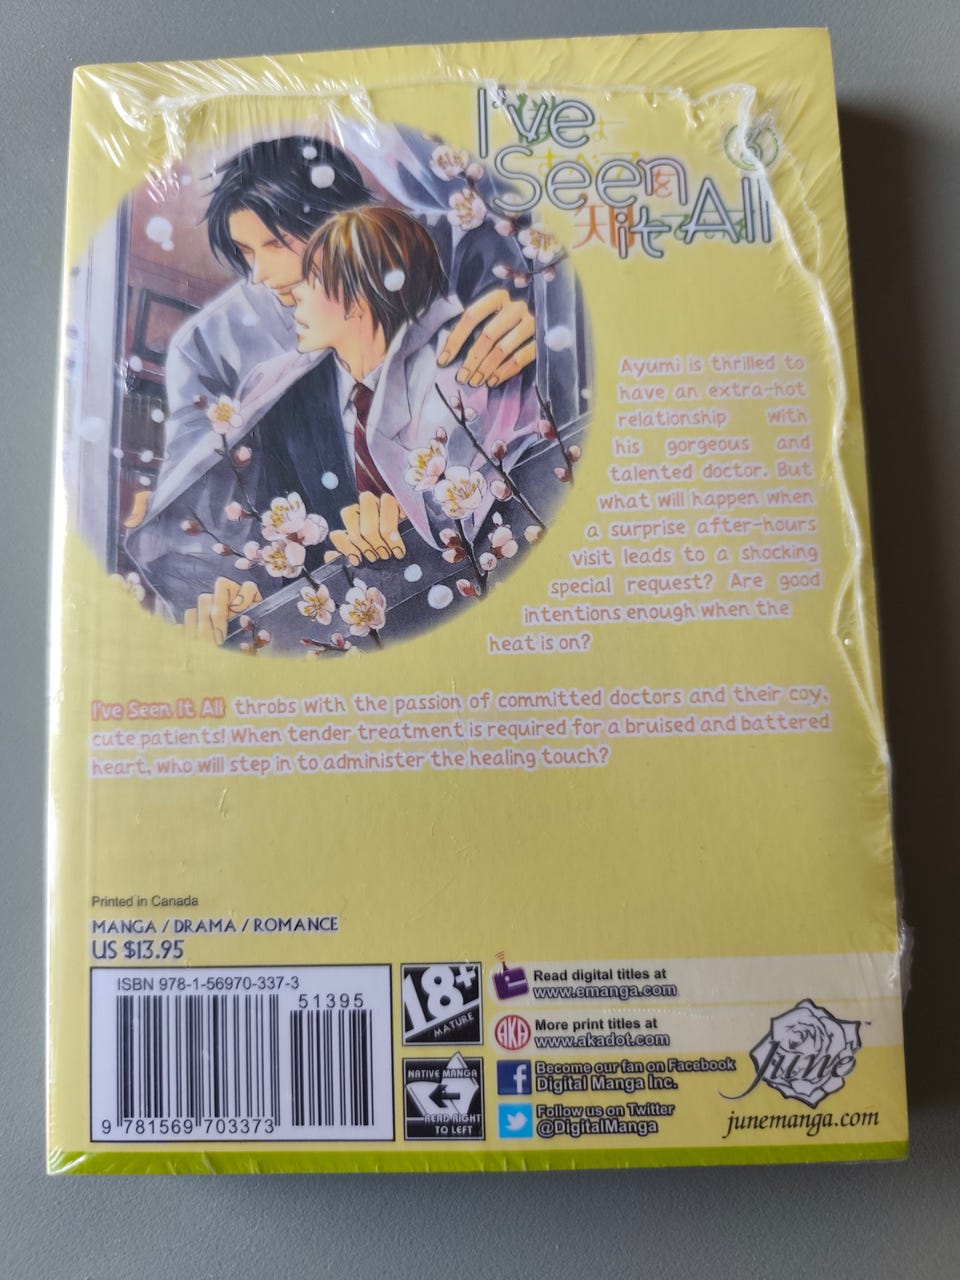 I've
Seen
it All
Ayumi is thrilled to
have an extra-hot
relationship with
his gorgeous and
talented doctor. But
what will happen when
a surprise after-hours
visit leads to a shocking
special request? Are good
intentions enough when the
heat is on?
I've Seen It All throbs with the passion of committed doctors and their coy,
cute patients! When tender treatment is required for a bruised and battered
heart, who will step in to administer the healing touch?
Printed in Canada
MANGA / DRAMA / ROMANCE
US $13.95
ISBN 978-1-56970-337-3
51395
9 781569 703373
18+
MATURE
NATIVE MANGA
READ RIGHT
TO LEFT
Read digital titles at
www.emanga.com
AKA
More print titles at
www.akadot.com
Become our fan on Facebook
Digital Manga Inc.
Follow us on Twitter
@DigitalManga
June™
junemanga.com